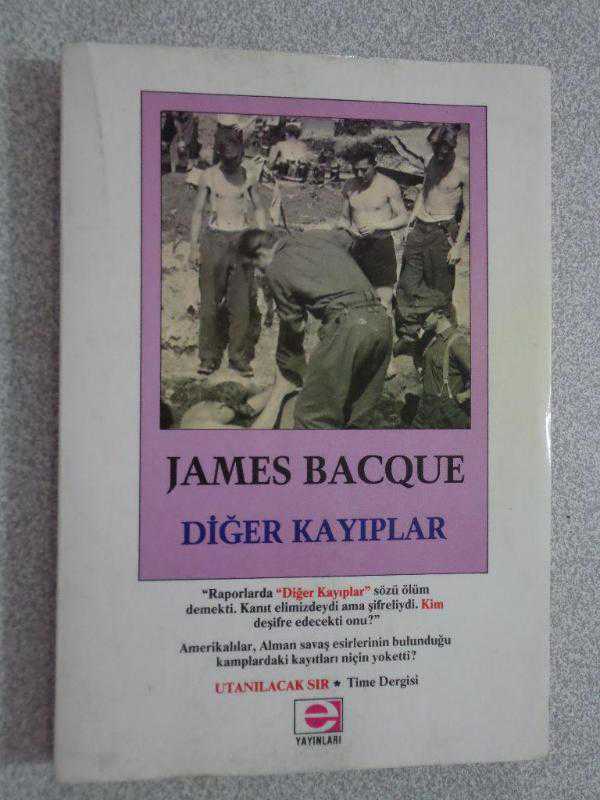 JAMES BACQUE
DİĞER KAYIPLAR
“Raporlarda “Diğer Kayıplar” sözü ölüm
demekti. Kanıt elimizdeydi ama şifreliydi. Kim
deşifre edecekti onu?”
Amerikalılar, Alman savaş esirlerinin bulunduğu
kamplardaki kayıtları niçin yoketti?
UTANILACAK SIR ★ Time Dergisi
e
YAYINLARI